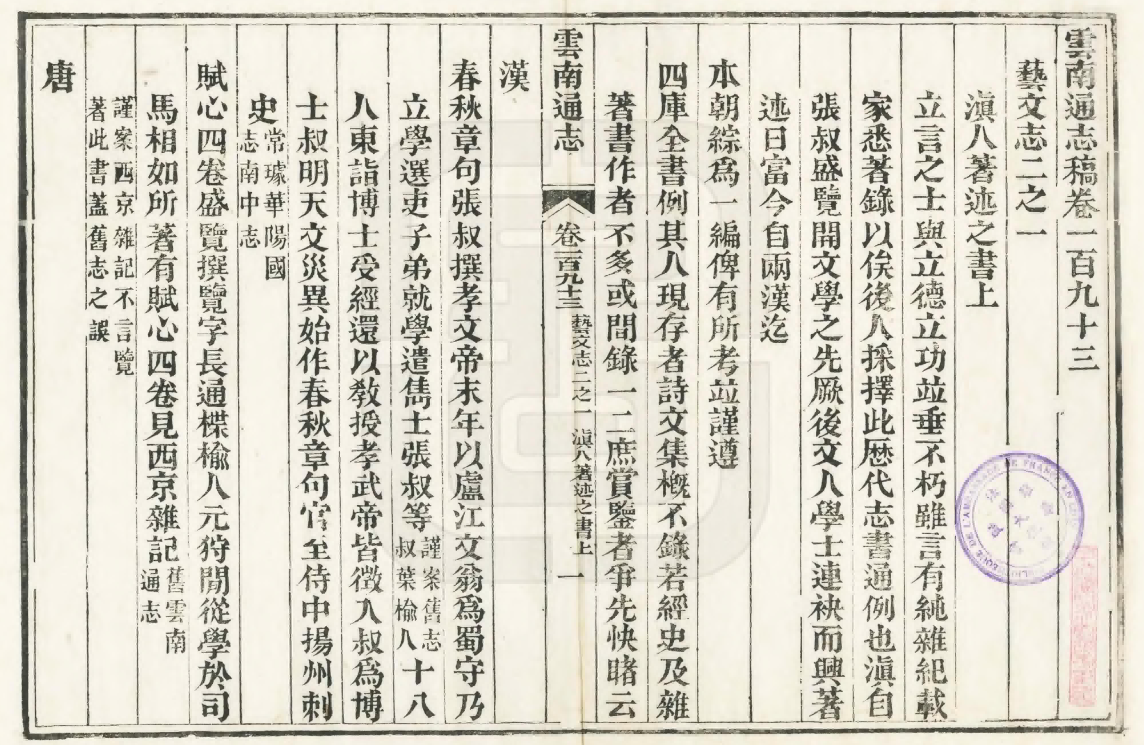 雲南通志稿卷一百九十三
藝文志二之一
滇人著述之書上
立言之士與立德立功竝垂不朽雖言有純雜紀載
家悉著錄以俟後人採擇此歴代志書通例也滇自
張叔盛覽開文學之先厥後文人學士連袂而興著
述日富今自兩漢迄
本朝綜爲一編俾有所考竝謹遵
四庫全書例其人現存者詩文集槪不錄若經史及雜
著書作者不多或間錄一二庶賞鑒者爭先快睹云
雲南通志 卷一百九十三 藝文志二之一 滇人著述之書上 一
漢
春秋章句張叔撰孝文帝末年以廬江文翁爲蜀守乃
立學選吏子弟就學遣雋士張叔等謹案舊志叔葉榆人十八
人東詣博士受經還以敎授孝武帝皆徵入叔爲博
士叔明天文災異始作春秋章句官至侍中揚州刺
史常璩華陽國志南中志
賦心四卷盛覽撰覽字長通楪榆人元狩間從學於司
馬相如所著有賦心四卷見西京雜記舊雲南通志
謹案西京雜記不言覽著此書蓋舊志之誤
唐